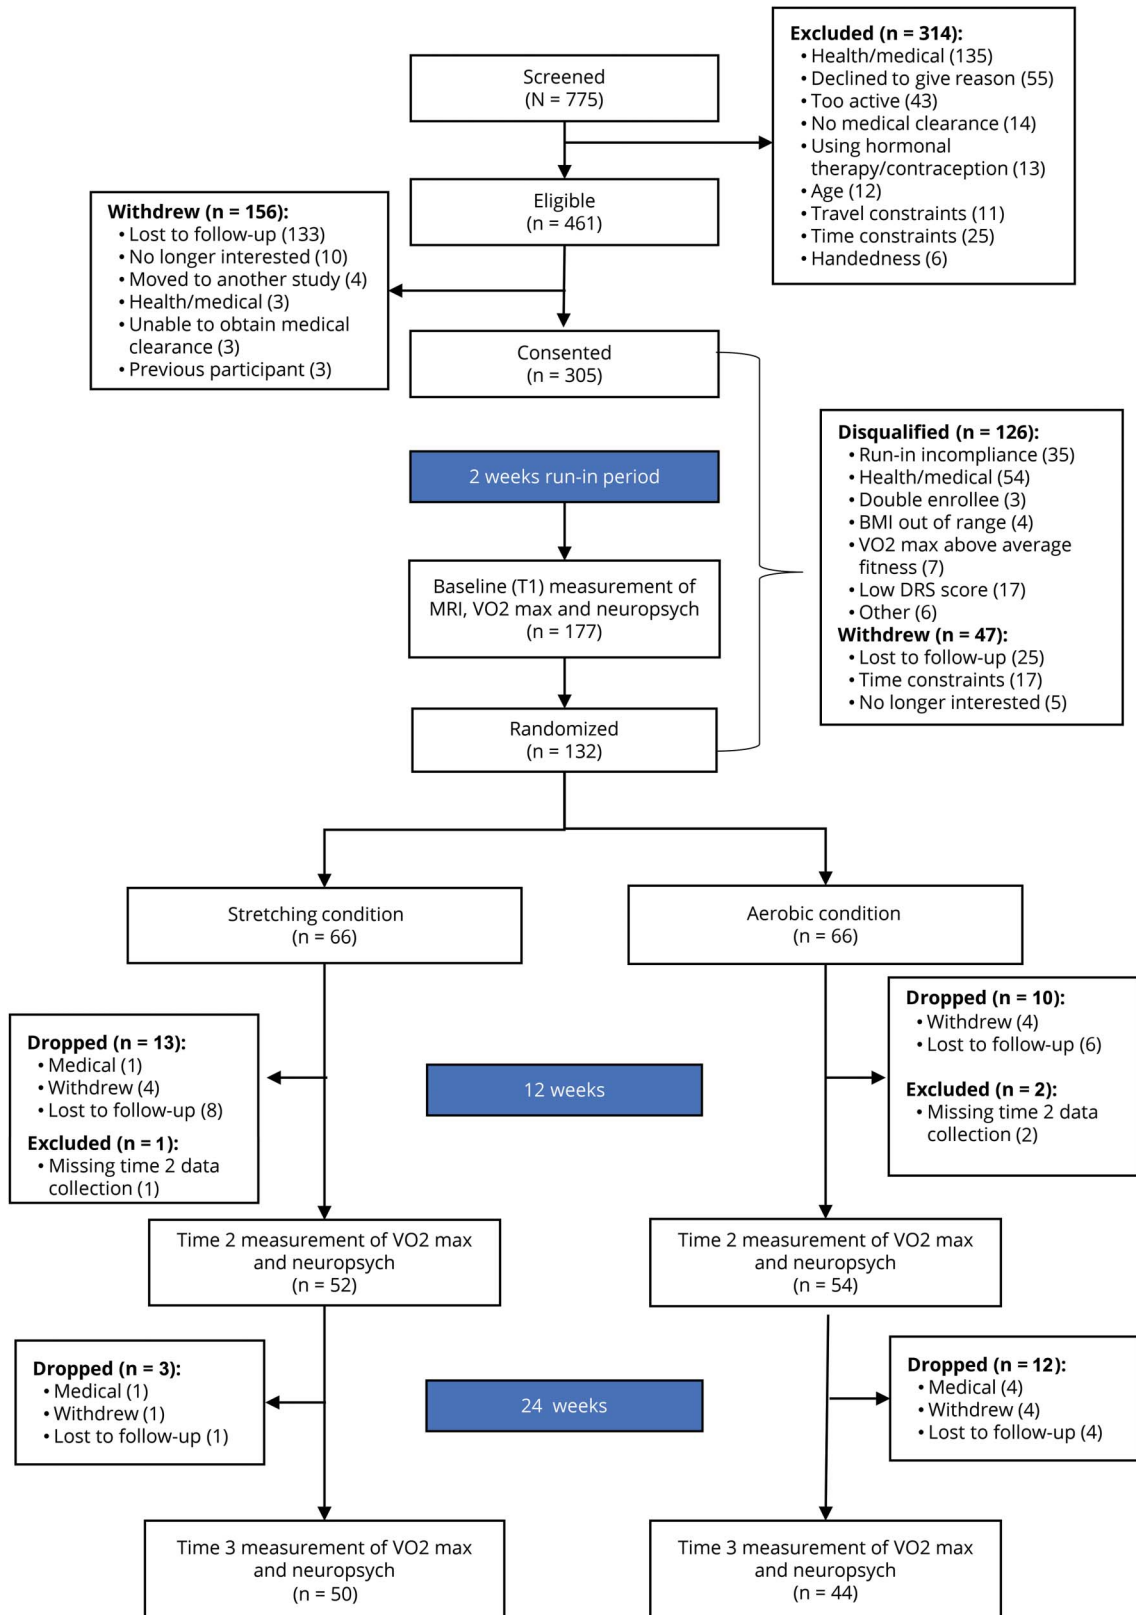 Screened
(N = 775)
Excluded (n = 314):
• Health/medical (135)
• Declined to give reason (55)
• Too active (43)
• No medical clearance (14)
• Using hormonal
therapy/contraception (13)
• Age (12)
• Travel constraints (11)
• Time constraints (25)
• Handedness (6)
Eligible
(n = 461)
Withdrew (n = 156):
• Lost to follow-up (133)
• No longer interested (10)
• Moved to another study (4)
• Health/medical (3)
• Unable to obtain medical
clearance (3)
• Previous participant (3)
Consented
(n = 305)
2 weeks run-in period
Disqualified (n = 126):
• Run-in incompliance (35)
• Health/medical (54)
• Double enrollee (3)
• BMI out of range (4)
• VO2 max above average
fitness (7)
• Low DRS score (17)
• Other (6)
Withdrew (n = 47):
• Lost to follow-up (25)
• Time constraints (17)
• No longer interested (5)
Baseline (T1) measurement of
MRI, VO2 max and neuropsych
(n = 177)
Randomized
(n = 132)
Stretching condition
(n = 66)
Aerobic condition
(n = 66)
Dropped (n = 13):
• Medical (1)
• Withdrew (4)
• Lost to follow-up (8)
Excluded (n = 1):
• Missing time 2 data
collection (1)
12 weeks
Dropped (n = 10):
• Withdrew (4)
• Lost to follow-up (6)
Excluded (n = 2):
• Missing time 2 data
collection (2)
Time 2 measurement of VO2 max
and neuropsych
(n = 52)
Time 2 measurement of VO2 max
and neuropsych
(n = 54)
Dropped (n = 3):
• Medical (1)
• Withdrew (1)
• Lost to follow-up (1)
24 weeks
Dropped (n = 12):
• Medical (4)
• Withdrew (4)
• Lost to follow-up (4)
Time 3 measurement of VO2 max
and neuropsych
(n = 50)
Time 3 measurement of VO2 max
and neuropsych
(n = 44)